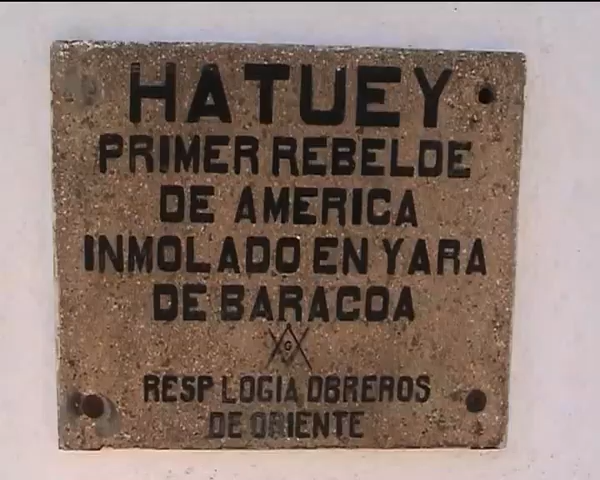 HATUEY
PRIMER REBELDE
DE AMERICA
INMOLADO EN YARA
DE BARACOA
G
RESP LOGIA OBREROS
DE ORIENTE